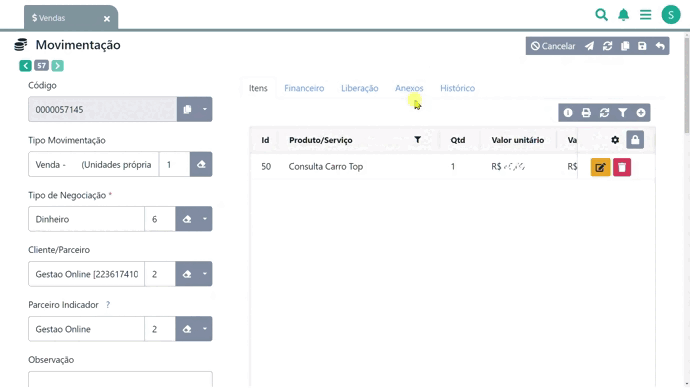 $ Vendas
S
Movimentação
Cancelar
57
Código
0000057145
Tipo Movimentação
Venda - (Unidades própria 1
Tipo de Negociação *
Dinheiro 6
Cliente/Parceiro
Gestao Online [223617410 2
Parceiro Indicador ?
Gestao Online 2
Observação
Itens Financeiro Liberação Anexos Histórico
Id Produto/Serviço Qtd Valor unitário Va
50 Consulta Carro Top 1 R$ R$